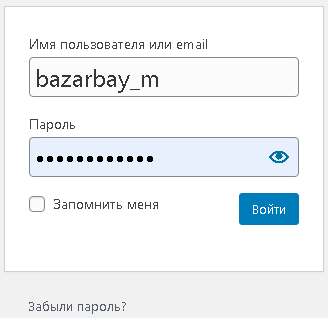 Имя пользователя или email
bazarbay_m
Пароль
••••••••••••
Запомнить меня
Войти
Забыли пароль?